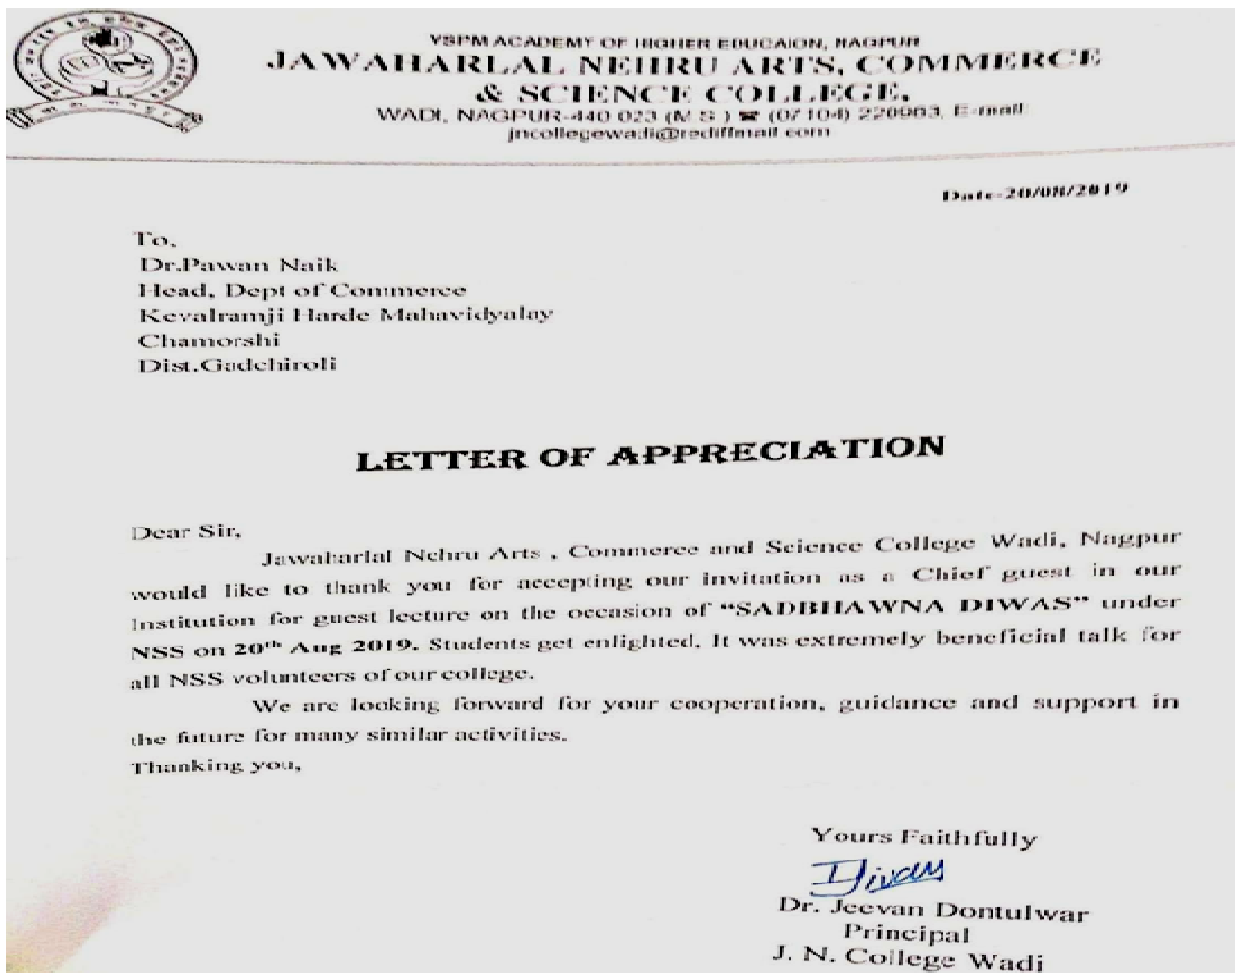 YSPM ACADEMY OF HIGHER EDUCAION, NAGPUR
JAWAHARLAL NEHRU ARTS, COMMERCE
& SCIENCE COLLEGE,
WADI, NAGPUR-440 023 (M.S.) ☎ (07104) 220963, E-mail:
jncollegewadi@rediffmail.com
Date-20/08/2019
To,
Dr.Pawan Naik
Head, Dept of Commerce
Kevalramji Harde Mahavidyalay
Chamorshi
Dist.Gadchiroli
LETTER OF APPRECIATION
Dear Sir,
Jawaharlal Nehru Arts , Commerce and Science College Wadi, Nagpur
would like to thank you for accepting our invitation as a Chief guest in our
Institution for guest lecture on the occasion of “SADBHAWNA DIWAS” under
NSS on 20th Aug 2019. Students get enlighted, It was extremely beneficial talk for
all NSS volunteers of our college.
We are looking forward for your cooperation, guidance and support in
the future for many similar activities.
Thanking you,
Yours Faithfully
Dr. Jeevan Dontulwar
Principal
J. N. College Wadi